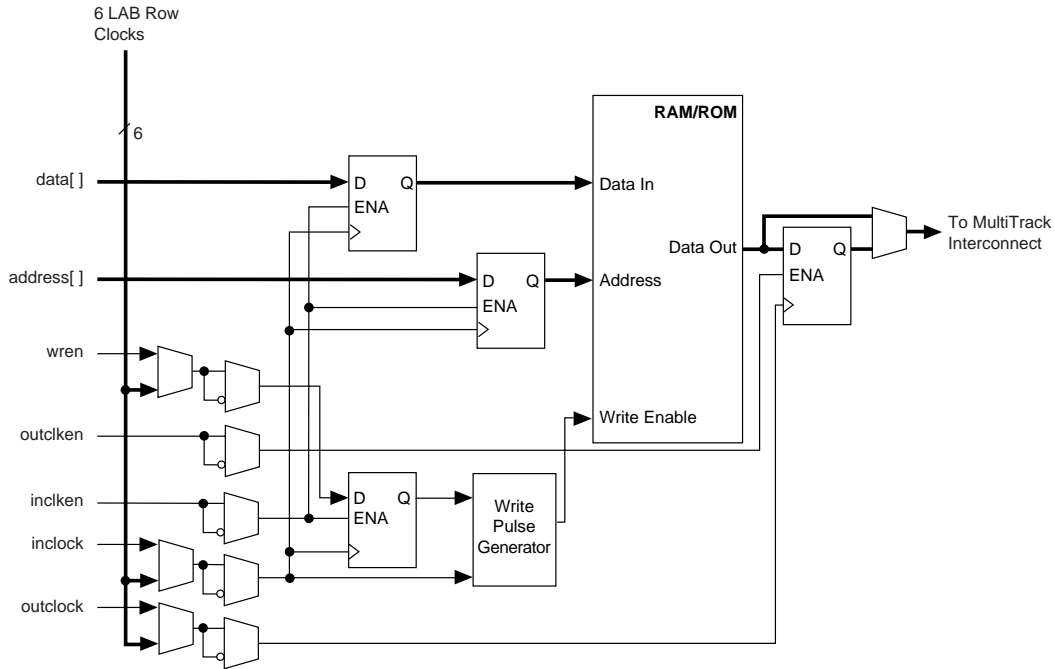 6 LAB Row
Clocks
6
RAM/ROM
data[ ]
D Q
ENA
Data In
To MultiTrack
Interconnect
Data Out
D Q
ENA
address[ ]
D Q
ENA
Address
wren
Write Enable
outclken
inclken
D Q
ENA
Write
Pulse
Generator
inclock
outclock